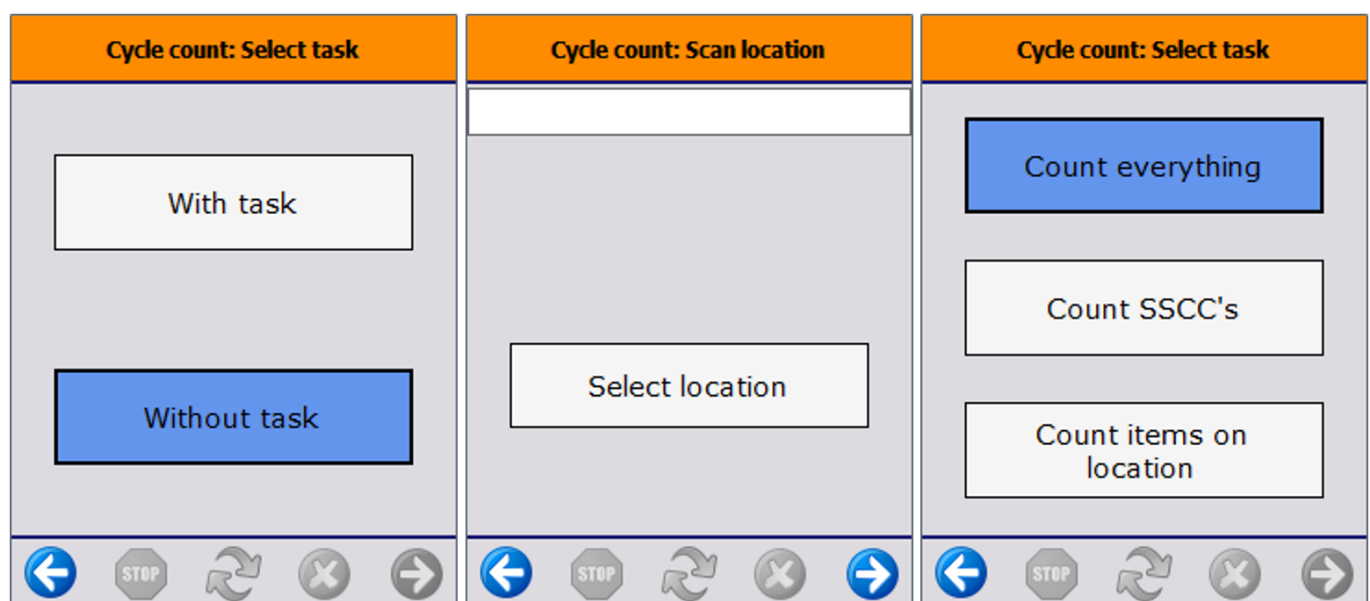 Cycle count: Select task
With task
Without task
STOP
Cycle count: Scan location
Select location
STOP
Cycle count: Select task
Count everything
Count SSCC's
Count items on
location
STOP